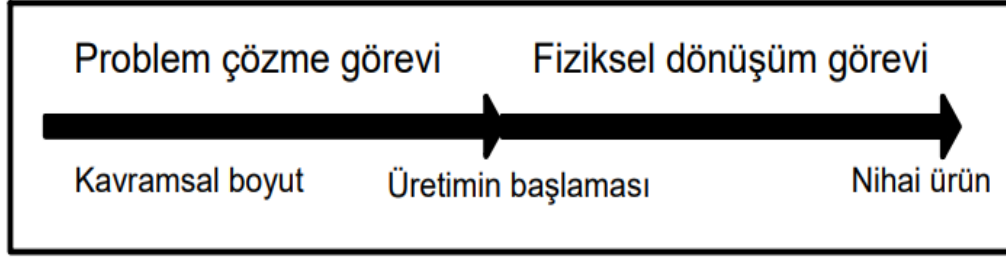 Problem çözme görevi Fiziksel dönüşüm görevi
Kavramsal boyut Üretimin başlaması Nihai ürün